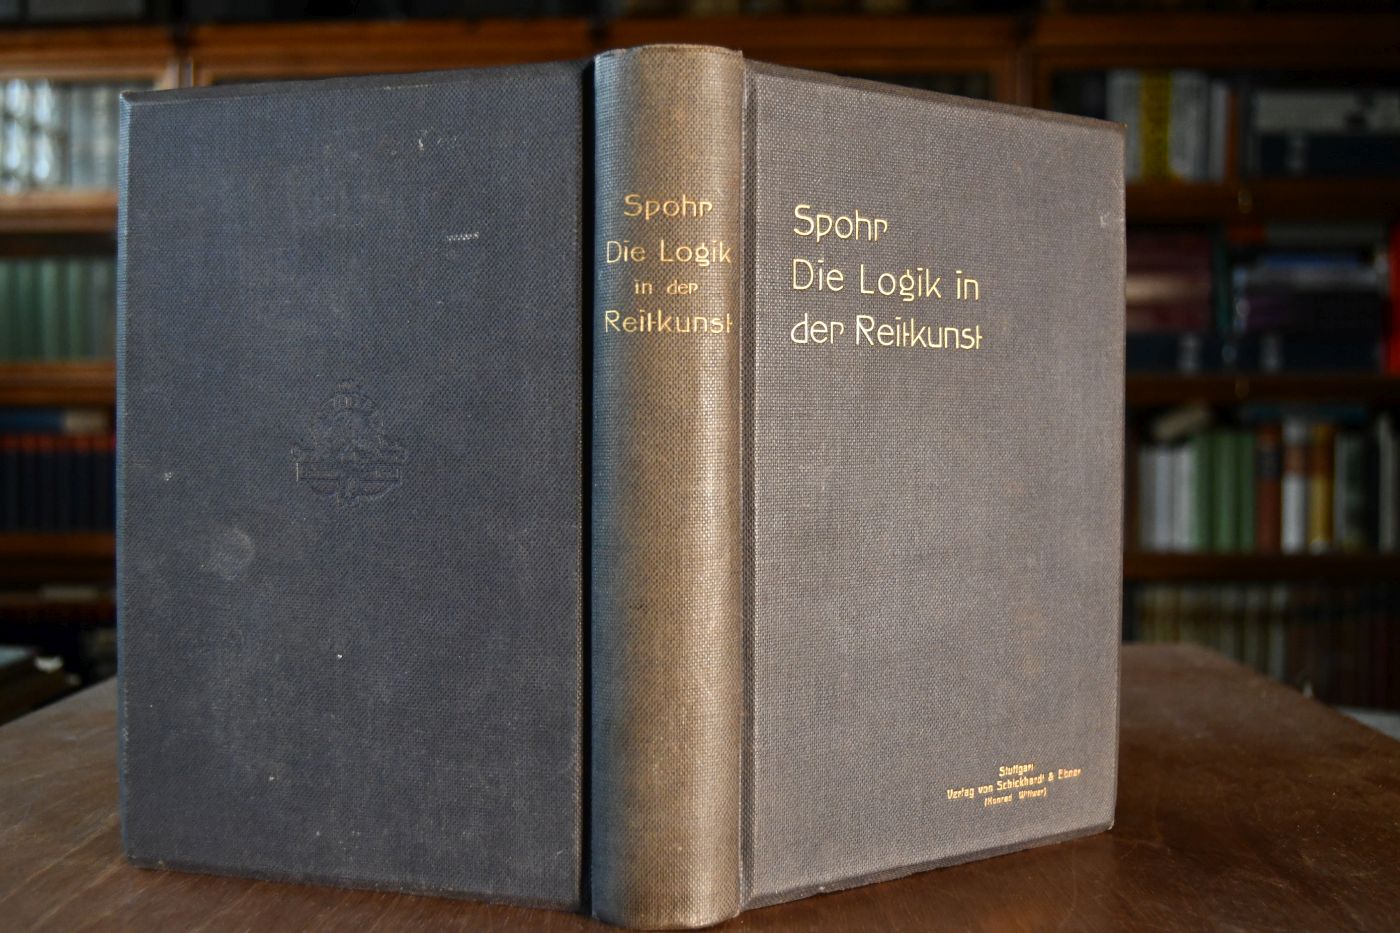 Spohr
Die Logik
in der
Reitkunst
Spohr
Die Logik in
der Reitkunst
Stuttgart
Verlag von Schickhardt & Ebner
(Konrad Wittwer)